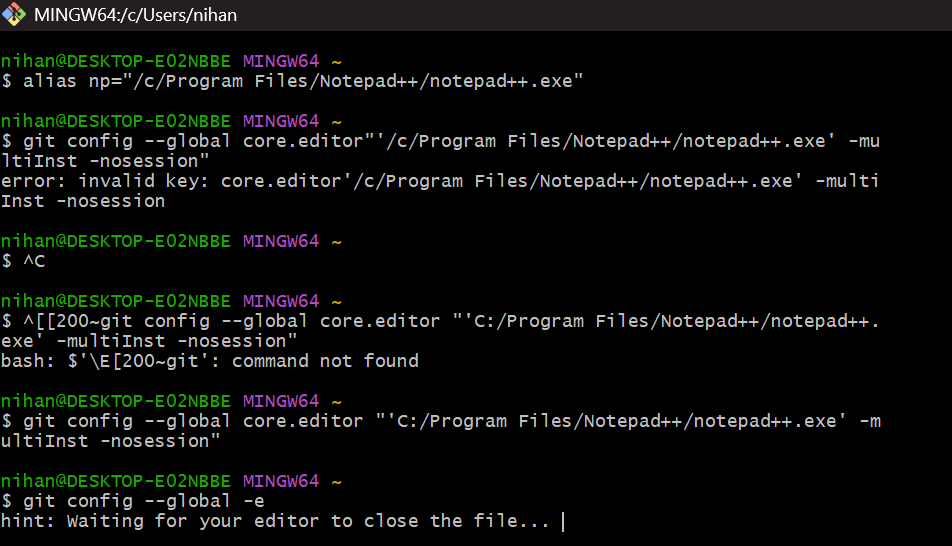 MINGW64:/c/Users/nihan
nihan@DESKTOP-E02NBBE MINGW64 ~
$ alias np="/c/Program Files/Notepad++/notepad++.exe"
nihan@DESKTOP-E02NBBE MINGW64 ~
$ git config --global core.editor"'/c/Program Files/Notepad++/notepad++.exe' -mu
ltiInst -nosession"
error: invalid key: core.editor'/c/Program Files/Notepad++/notepad++.exe' -multi
Inst -nosession
nihan@DESKTOP-E02NBBE MINGW64 ~
$ ^C
nihan@DESKTOP-E02NBBE MINGW64 ~
$ ^[[200~git config --global core.editor "'C:/Program Files/Notepad++/notepad++.
exe' -multiInst -nosession"
bash: $'\E[200~git': command not found
nihan@DESKTOP-E02NBBE MINGW64 ~
$ git config --global core.editor "'C:/Program Files/Notepad++/notepad++.exe' -m
ultiInst -nosession"
nihan@DESKTOP-E02NBBE MINGW64 ~
$ git config --global -e
hint: Waiting for your editor to close the file...